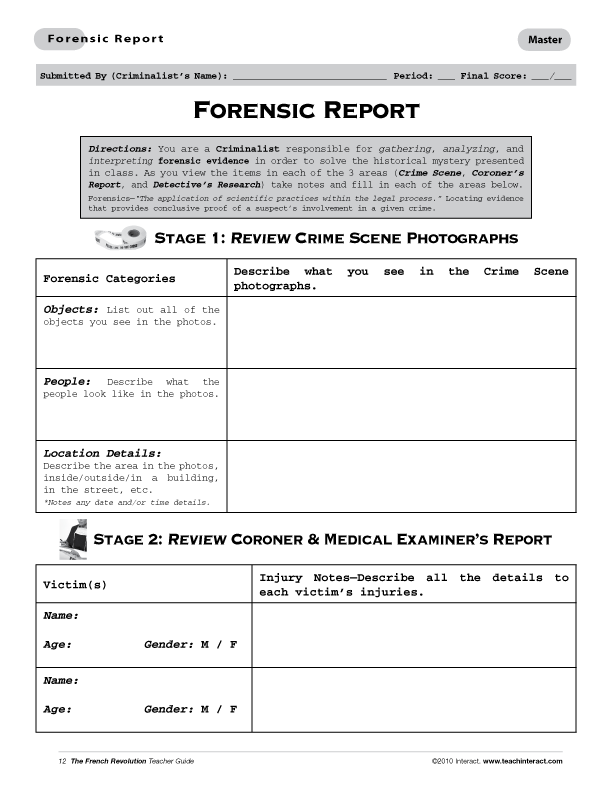 Forensic Report
Master
Submitted By (Criminalist's Name): ____________________________ Period: ___ Final Score: ___/___
FORENSIC REPORT
Directions: You are a Criminalist responsible for gathering, analyzing, and
interpreting forensic evidence in order to solve the historical mystery presented
in class. As you view the items in each of the 3 areas (Crime Scene, Coroner's
Report, and Detective's Research) take notes and fill in each of the areas below.
Forensics—"The application of scientific practices within the legal process." Locating evidence
that provides conclusive proof of a suspect's involvement in a given crime.
STAGE 1: REVIEW CRIME SCENE PHOTOGRAPHS
Forensic Categories
Describe what you see in the Crime Scene
photographs.
Objects: List out all of the
objects you see in the photos.
People: Describe what the
people look like in the photos.
Location Details:
Describe the area in the photos,
inside/outside/in a building,
in the street, etc.
*Notes any date and/or time details.
STAGE 2: REVIEW CORONER & MEDICAL EXAMINER'S REPORT
Victim(s)
Injury Notes—Describe all the details to
each victim's injuries.
Name:
Age: Gender: M / F
Name:
Age: Gender: M / F
12 The French Revolution Teacher Guide
©2010 Interact. www.teachinteract.com